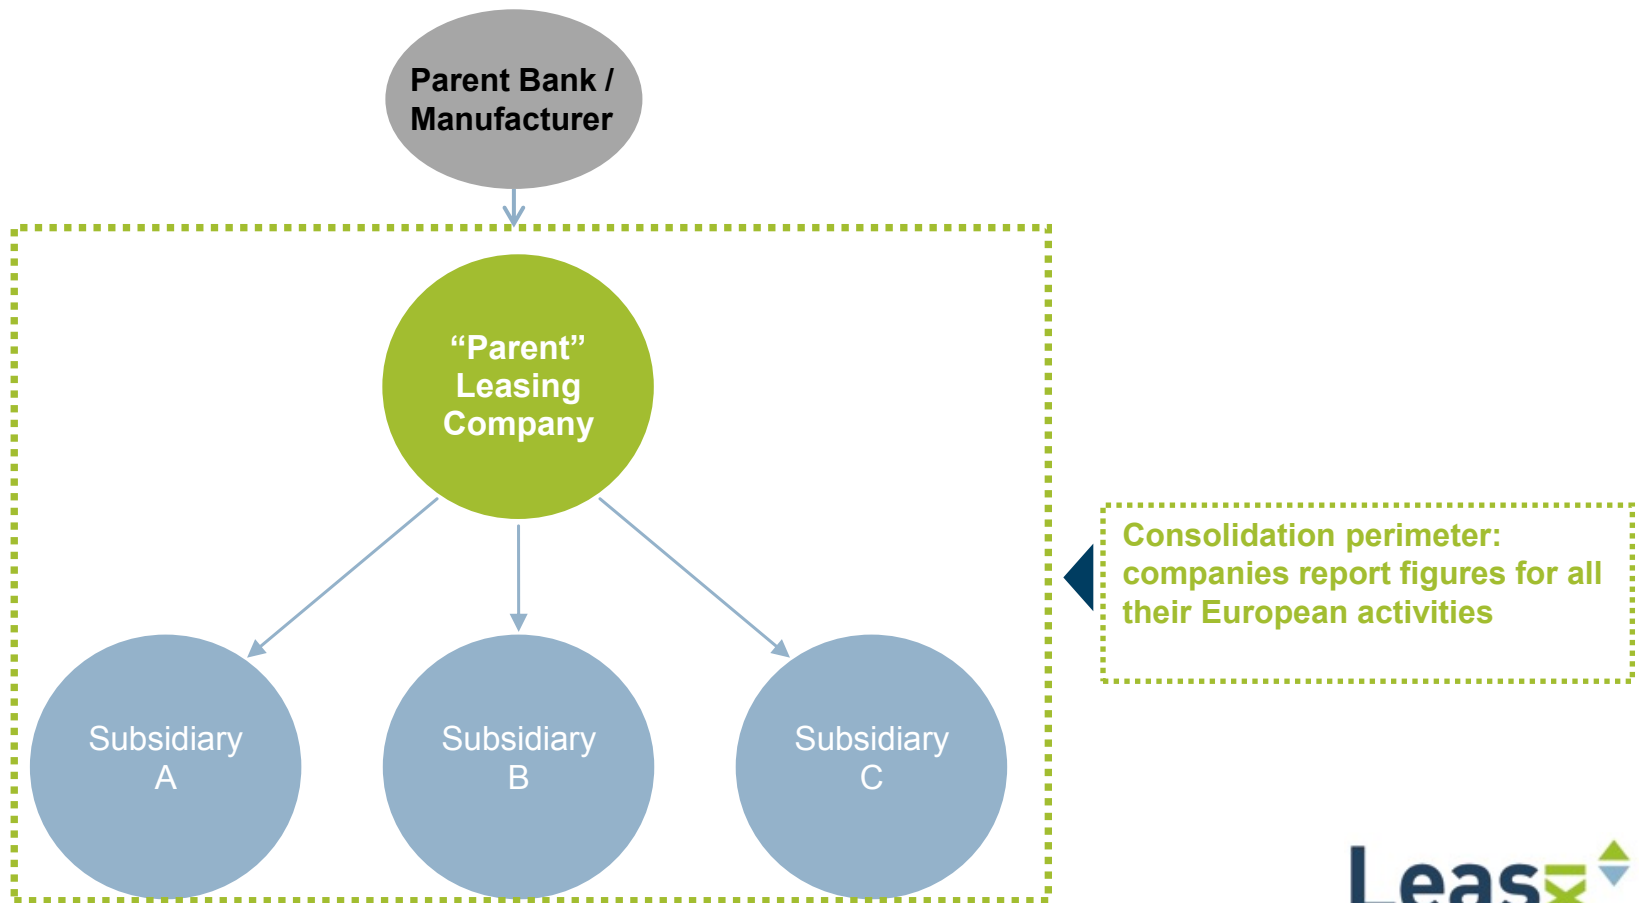 Parent Bank /
Manufacturer
“Parent”
Leasing
Company
Consolidation perimeter:
companies report figures for all
their European activities
Subsidiary
A
Subsidiary
B
Subsidiary
C